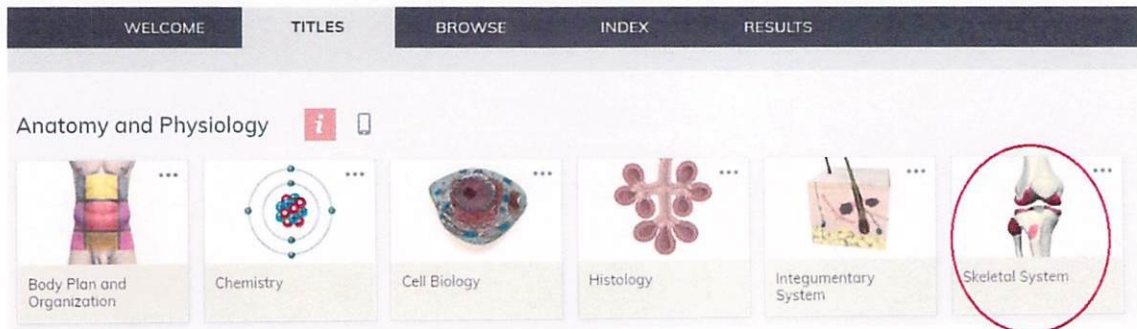 WELCOME TITLES BROWSE INDEX RESULTS
Anatomy and Physiology i
Body Plan and
Organization
Chemistry
Cell Biology
Histology
Integumentary
System
Skeletal System